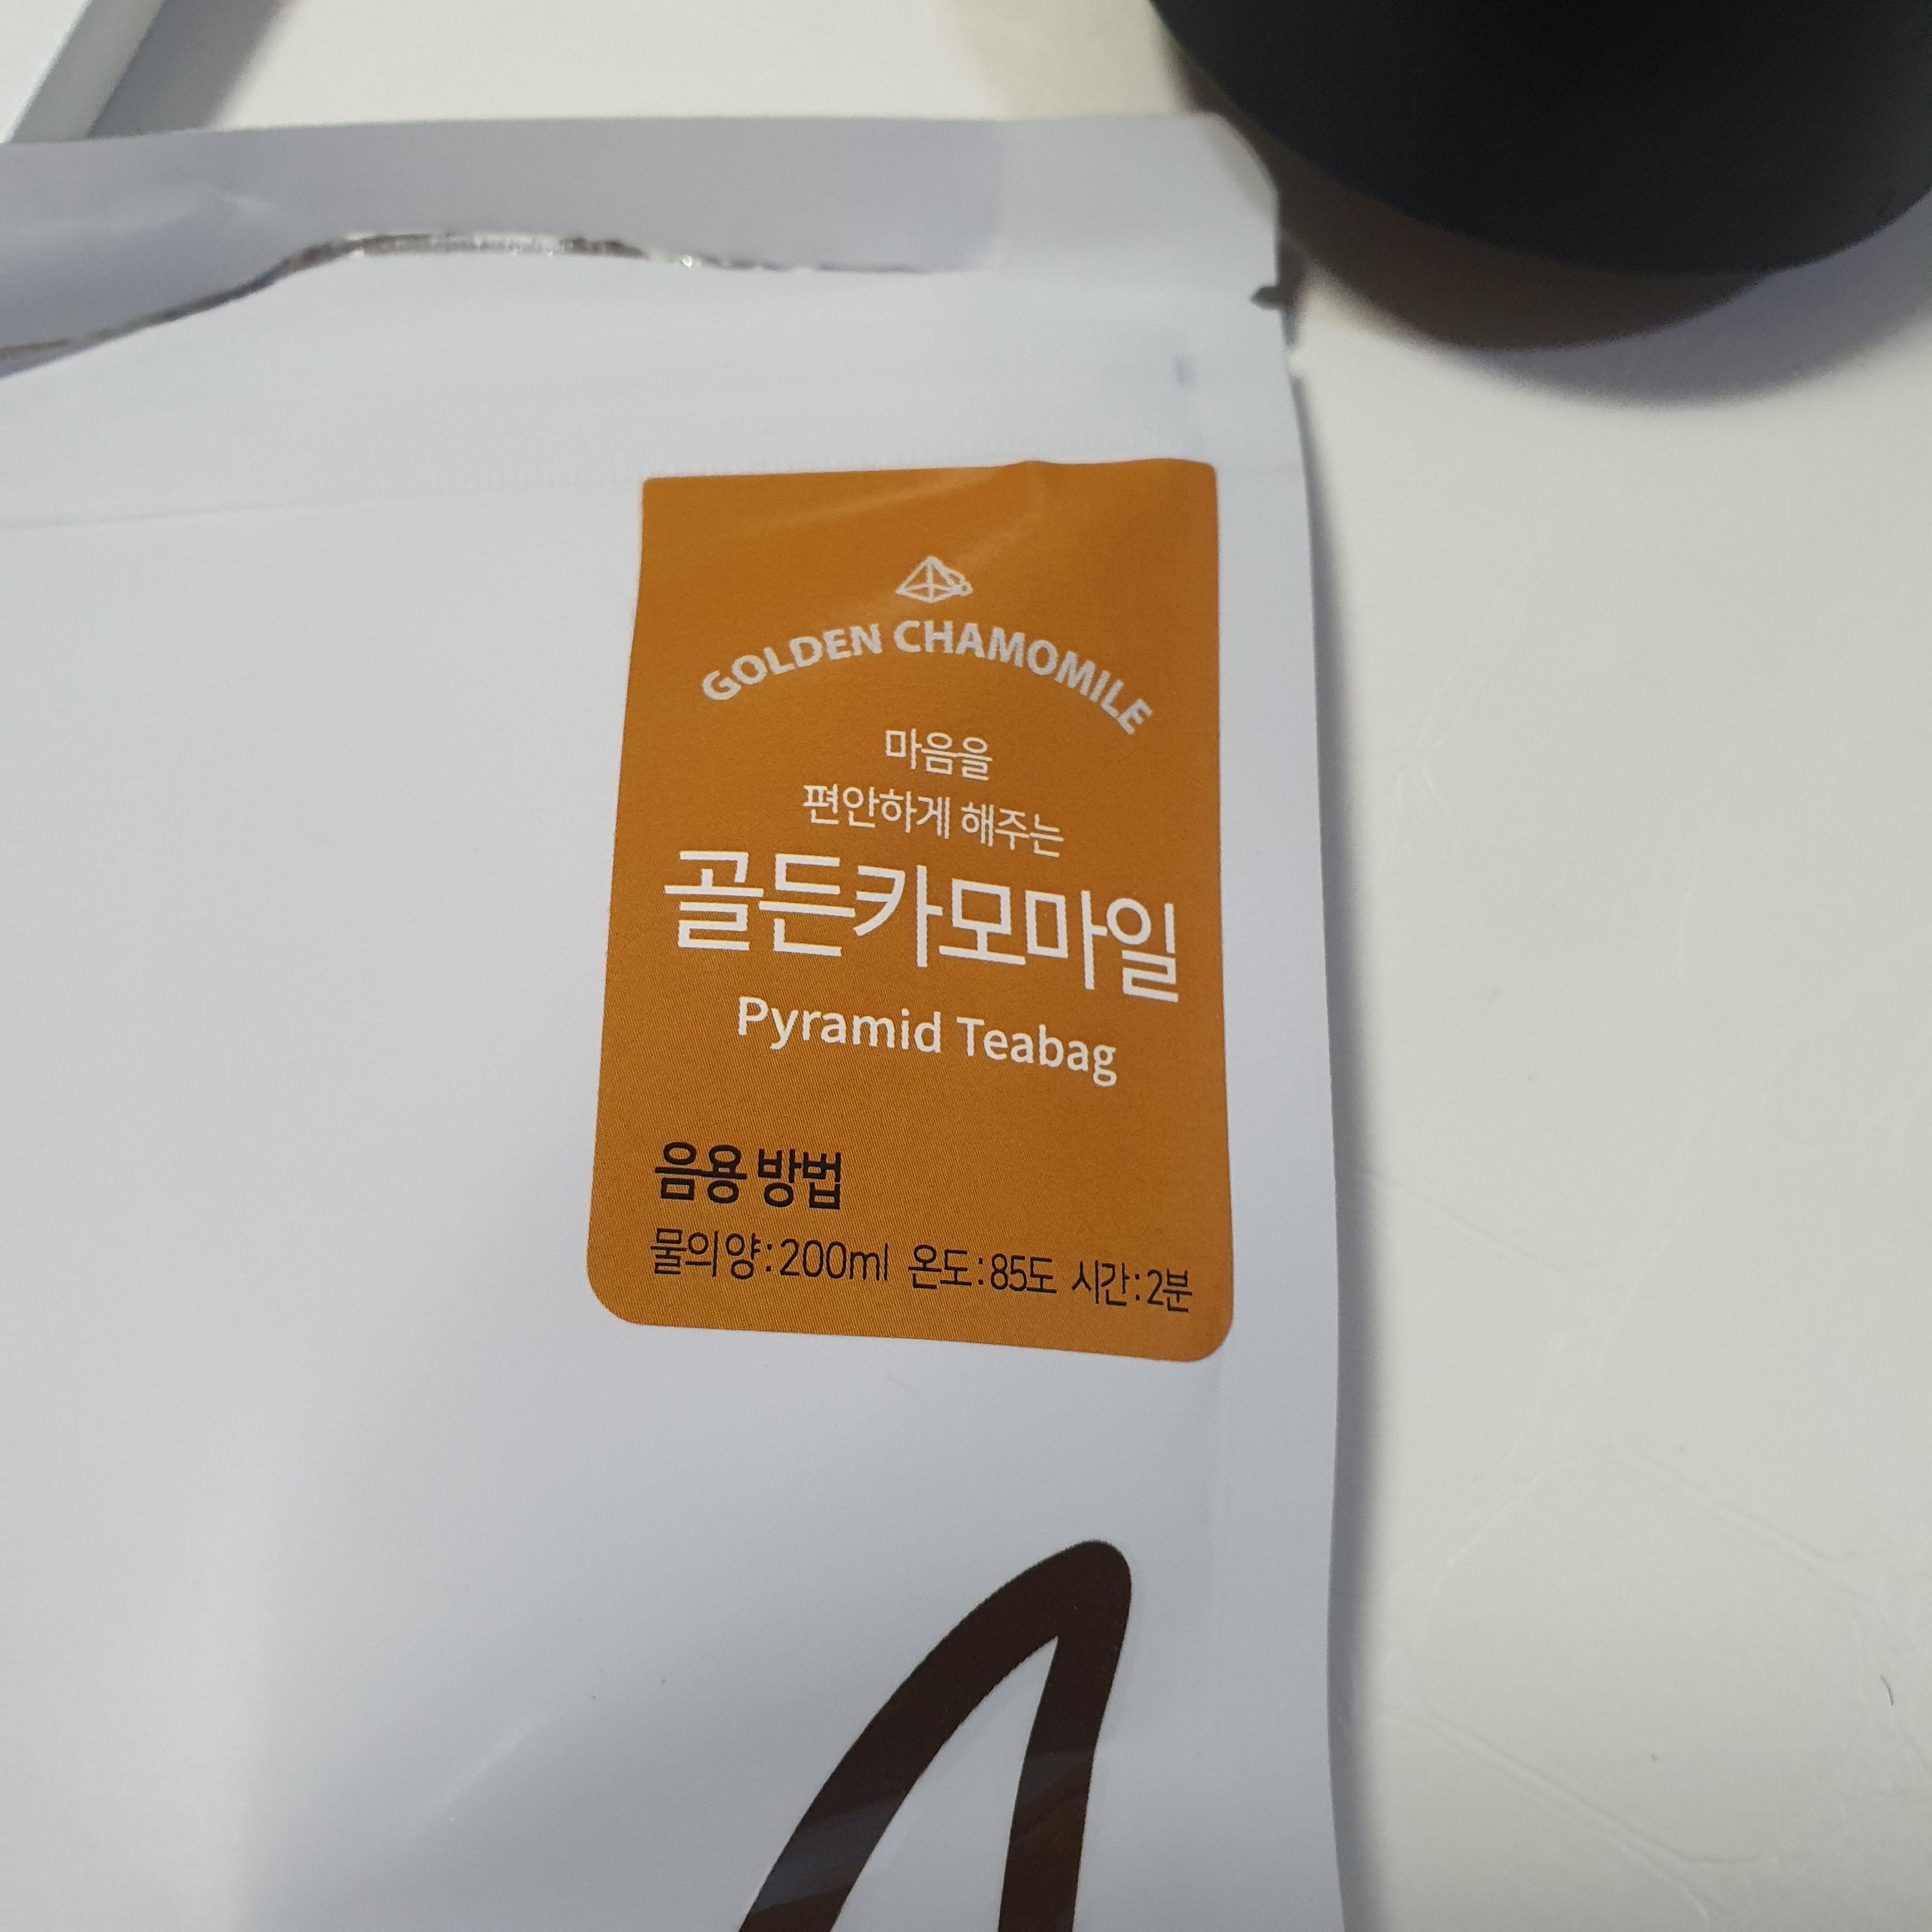 GOLDEN CHAMOMILE
마음을
편안하게 해주는
골든카모마일
Pyramid Teabag
음용 방법
물의양:200ml 온도:85도 시간:2분